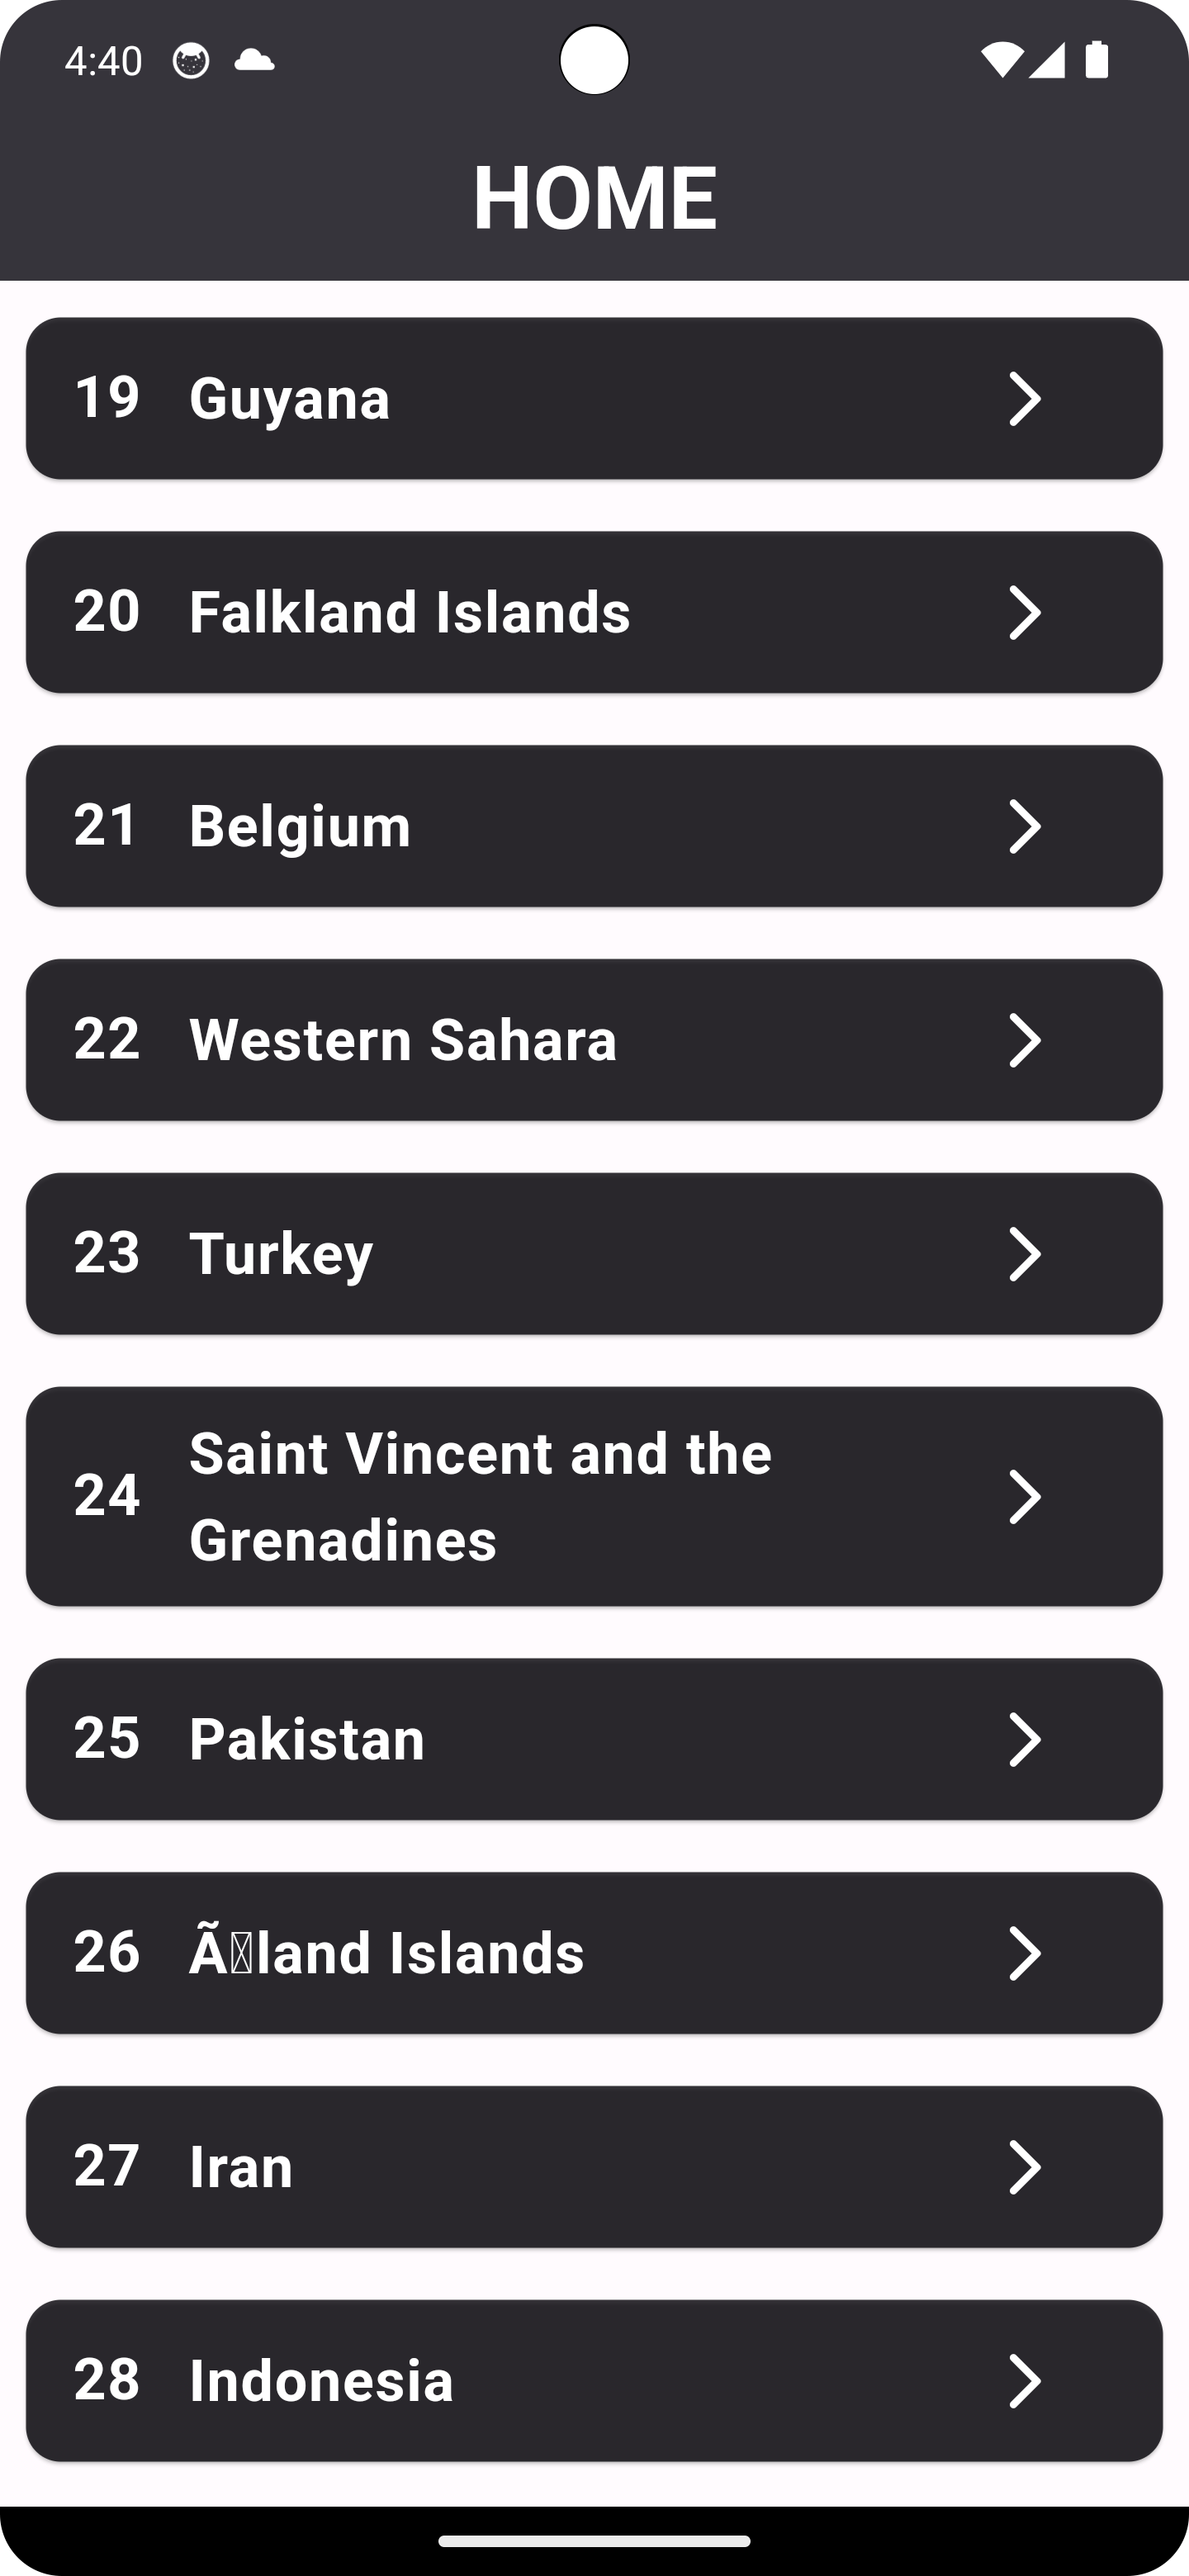 4:40
HOME
19 Guyana
20 Falkland Islands
21 Belgium
22 Western Sahara
23 Turkey
24 Saint Vincent and the
Grenadines
25 Pakistan
26 Ã▯land Islands
27 Iran
28 Indonesia